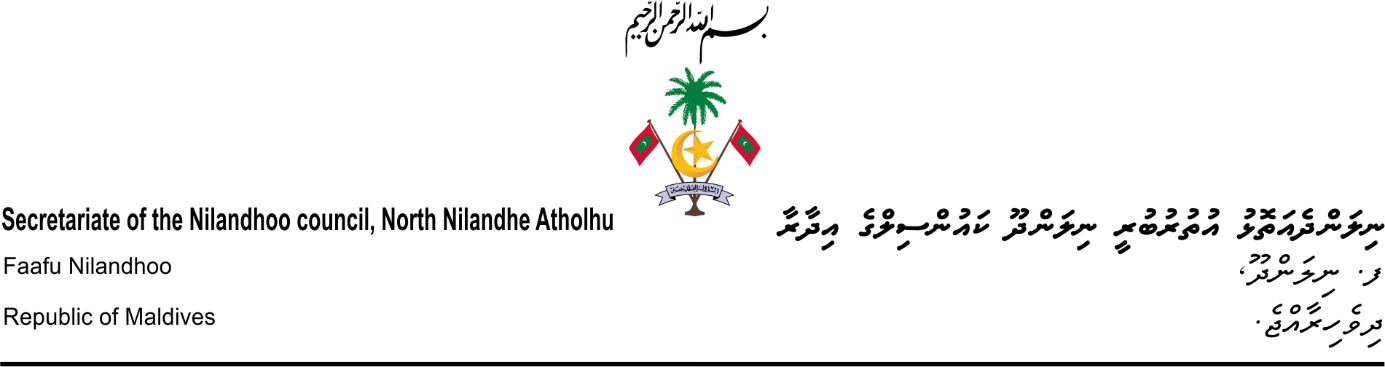 بسم الله الرحمن الرحيم
Secretariate of the Nilandhoo council, North Nilandhe Atholhu
ނިލަންދެއަތޮޅު އުތުރުބުރީ ނިލަންދޫ ކައުންސިލްގެ އިދާރާ
Faafu Nilandhoo
ފ. ނިލަންދޫ،
Republic of Maldives
ދިވެހިރާއްޖެ.